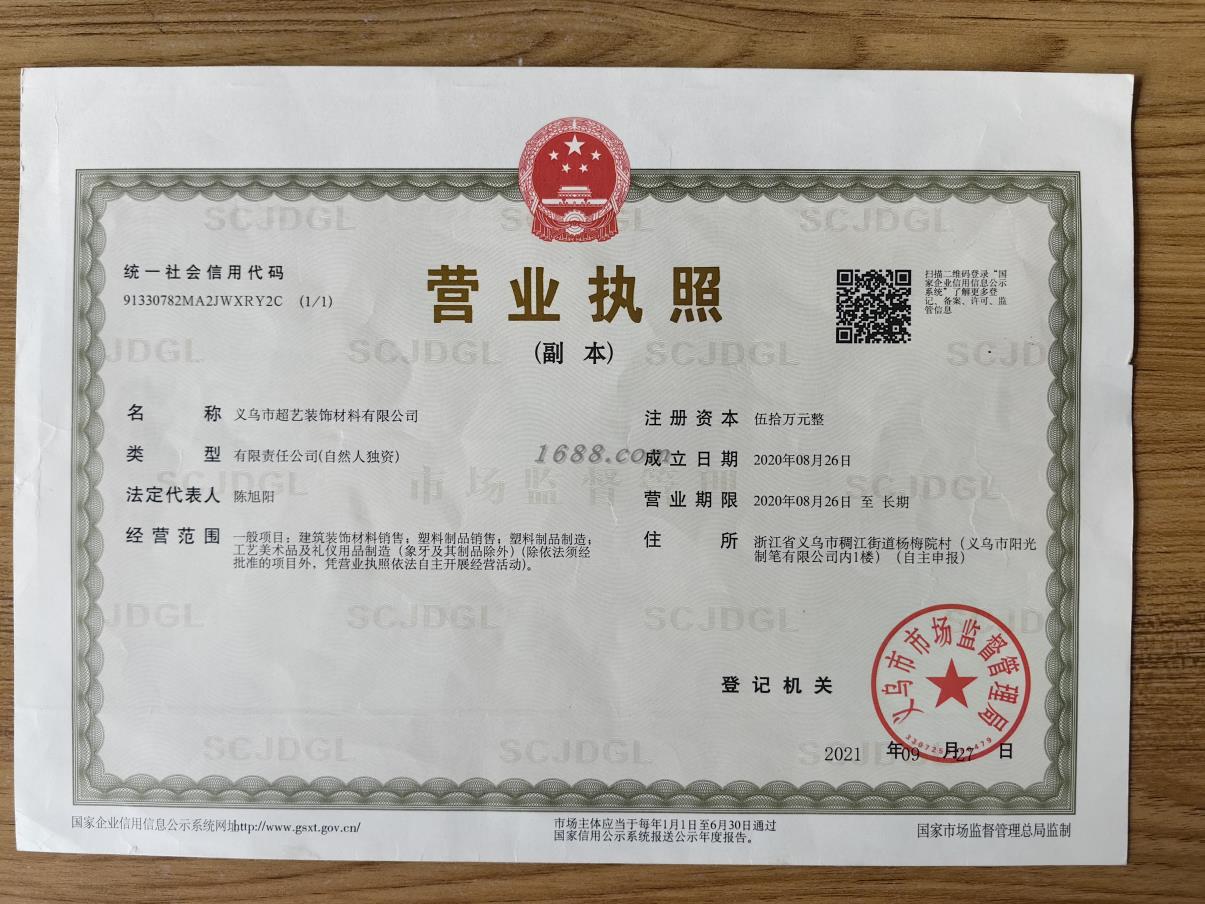 统一社会信用代码
91330782MA2JWXRY2C (1/1)
营业执照
(副 本)
扫描二维码登录“国
家企业信用信息公示
系统”了解更多登
记、备案、许可、监
管信息
名 称 义乌市超艺装饰材料有限公司
类 型 有限责任公司(自然人独资)
法定代表人 陈旭阳
经营范围 一般项目：建筑装饰材料销售；塑料制品销售；塑料制品制造；
工艺美术品及礼仪用品制造（象牙及其制品除外）(除依法须经
批准的项目外，凭营业执照依法自主开展经营活动)。
注册资本 伍拾万元整
成立日期 2020年08月26日
营业期限 2020年08月26日 至 长期
住 所 浙江省义乌市稠江街道杨梅院村（义乌市阳光
制笔有限公司内1楼）（自主申报）
1688.com
市场监督管理
SCJDGL
登记机关
义乌市市场监督管理局
2021 年09 月27 日
国家企业信用信息公示系统网址http://www.gsxt.gov.cn/
市场主体应当于每年1月1日至6月30日通过
国家信用公示系统报送公示年度报告。
国家市场监督管理总局监制